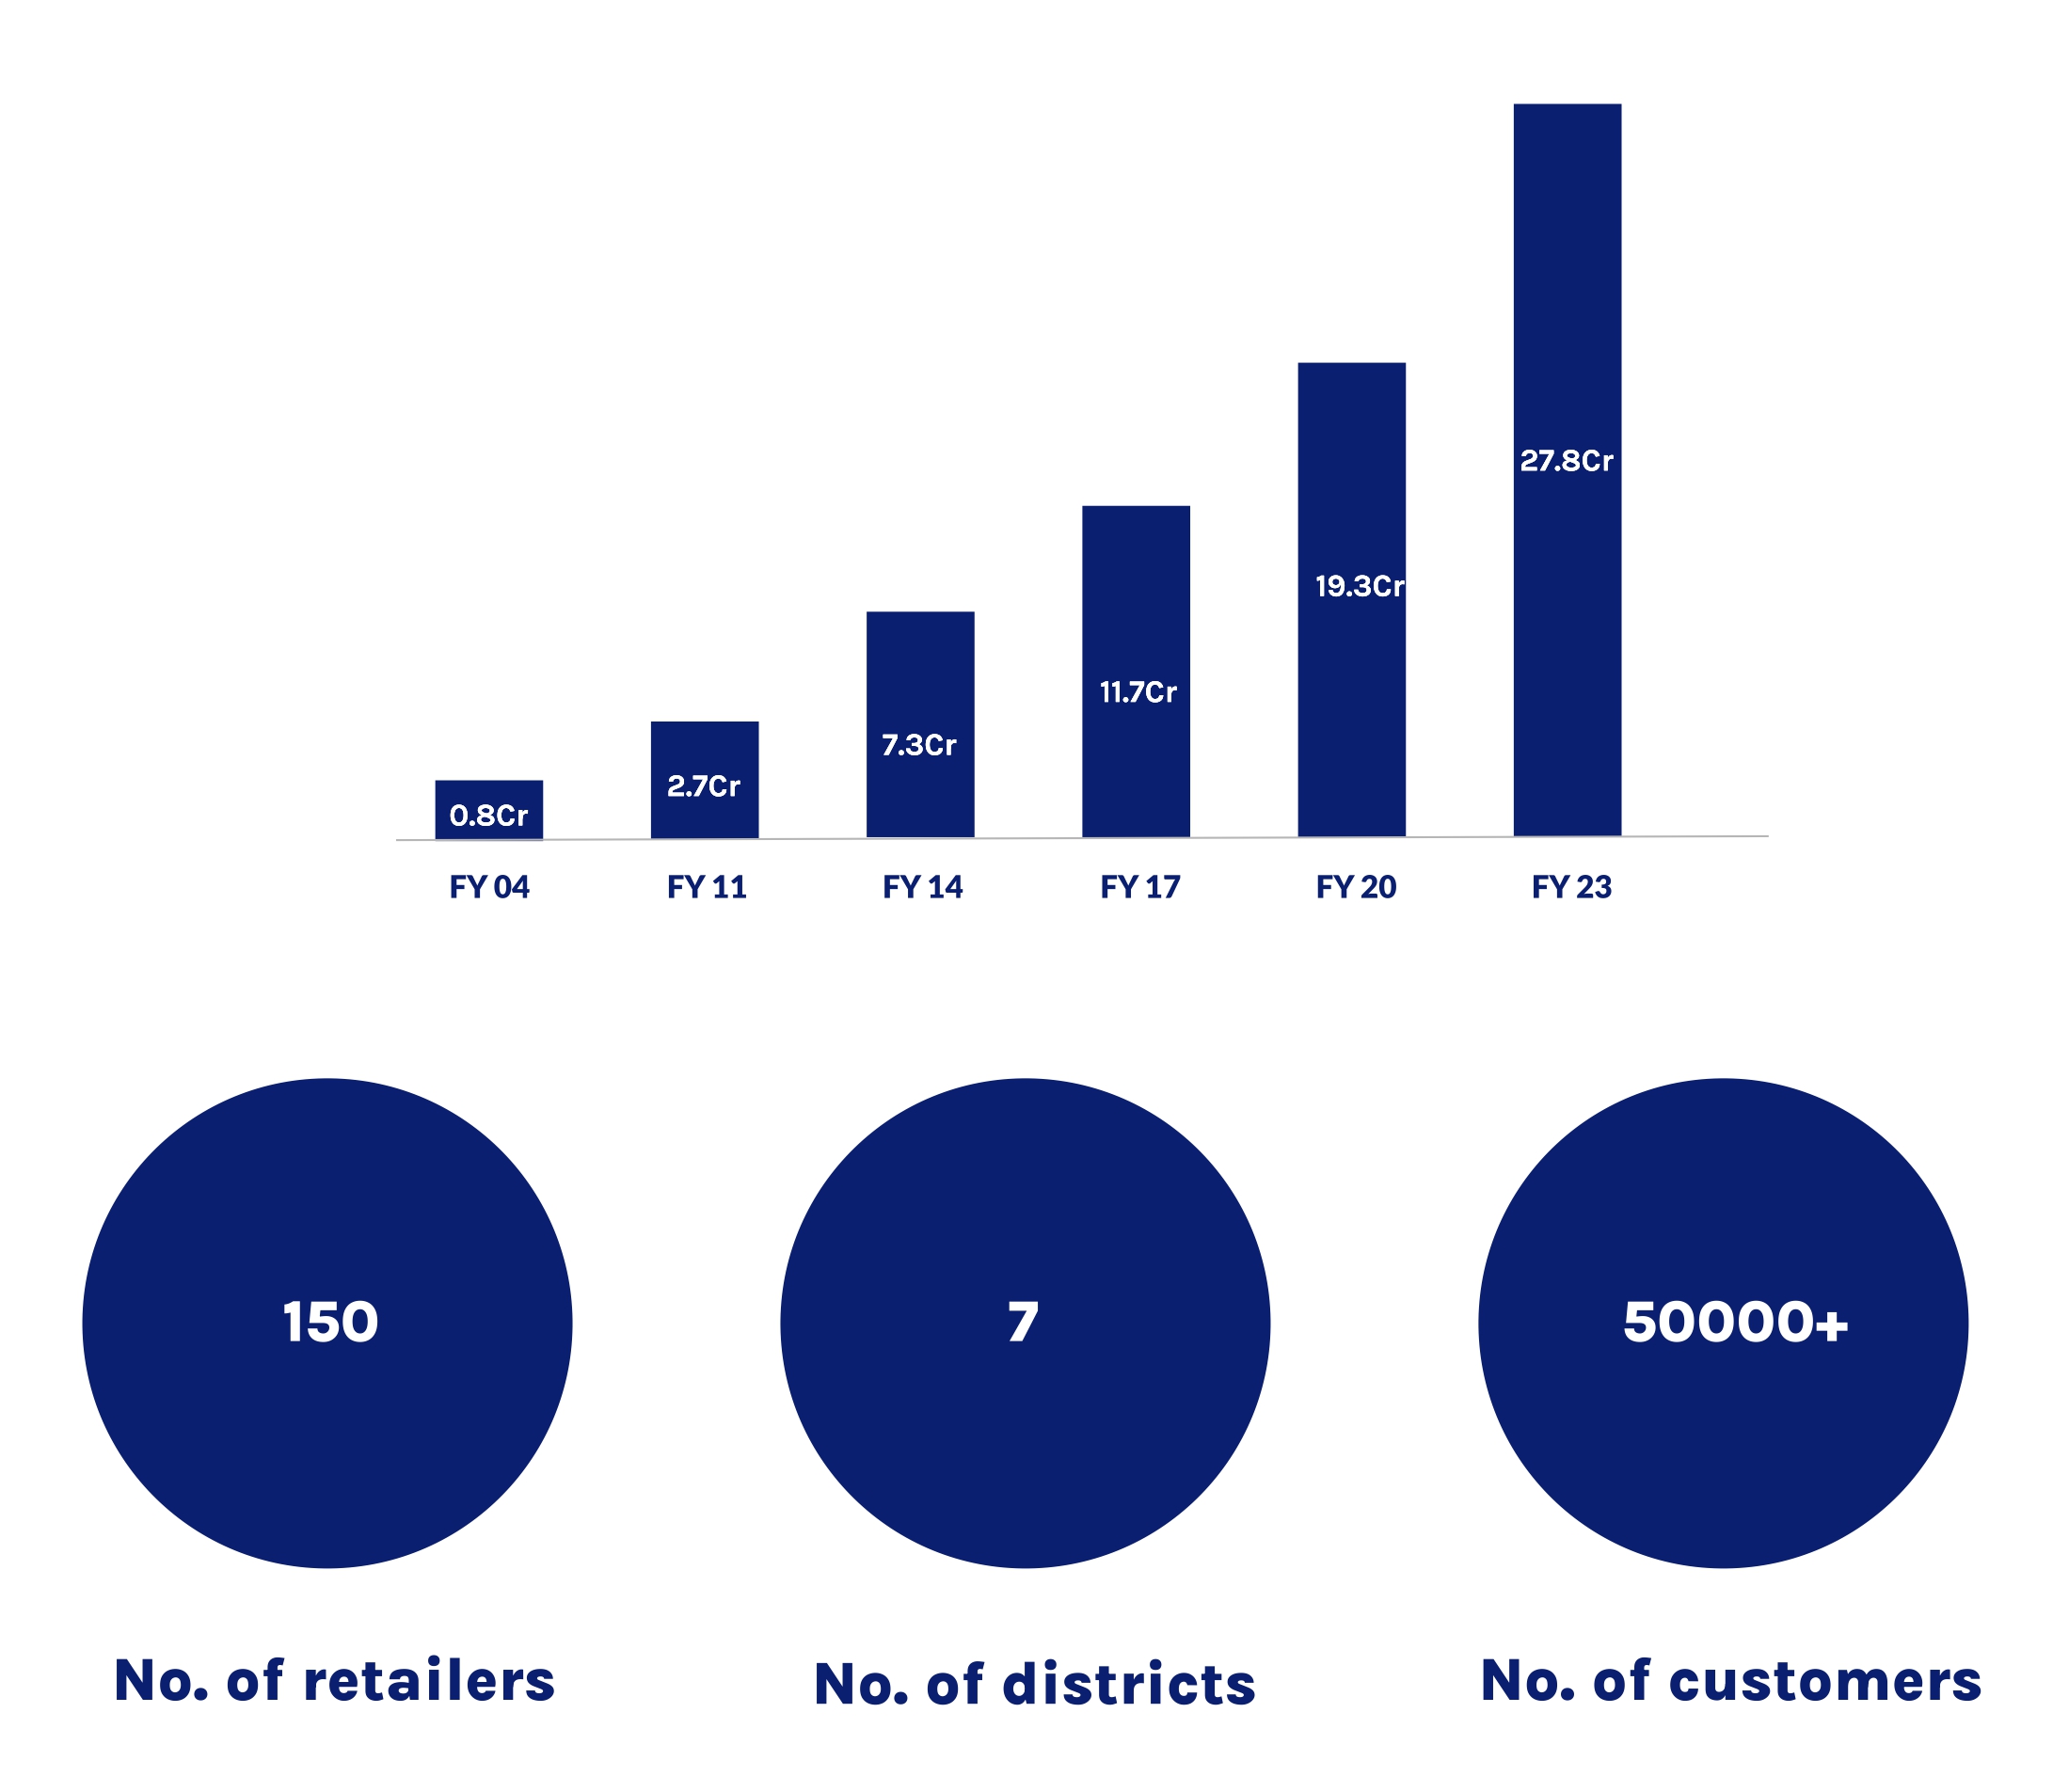 27.8Cr
19.3Cr
11.7Cr
7.3Cr
2.7Cr
0.8Cr
FY 04 FY 11 FY 14 FY 17 FY 20 FY 23
150 7 50000+
No. of retailers No. of districts No. of customers